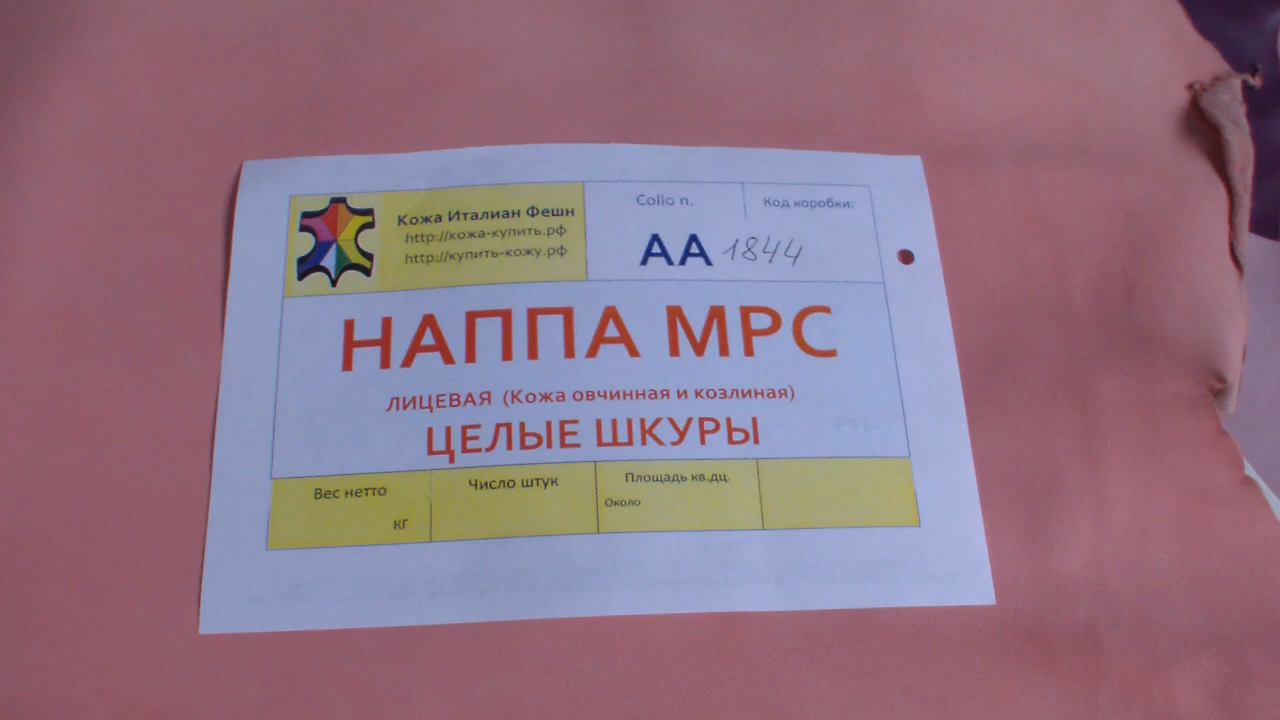 Кожа Италиан Фешн
http://кожа-купить.рф
http://купить-кожу.рф
Collo n.
Код коробки:
АА 1844
НАППА МРС
ЛИЦЕВАЯ (Кожа овчинная и козлиная)
ЦЕЛЫЕ ШКУРЫ
Вес нетто
кг
Число штук
Площадь кв.дц.
Около